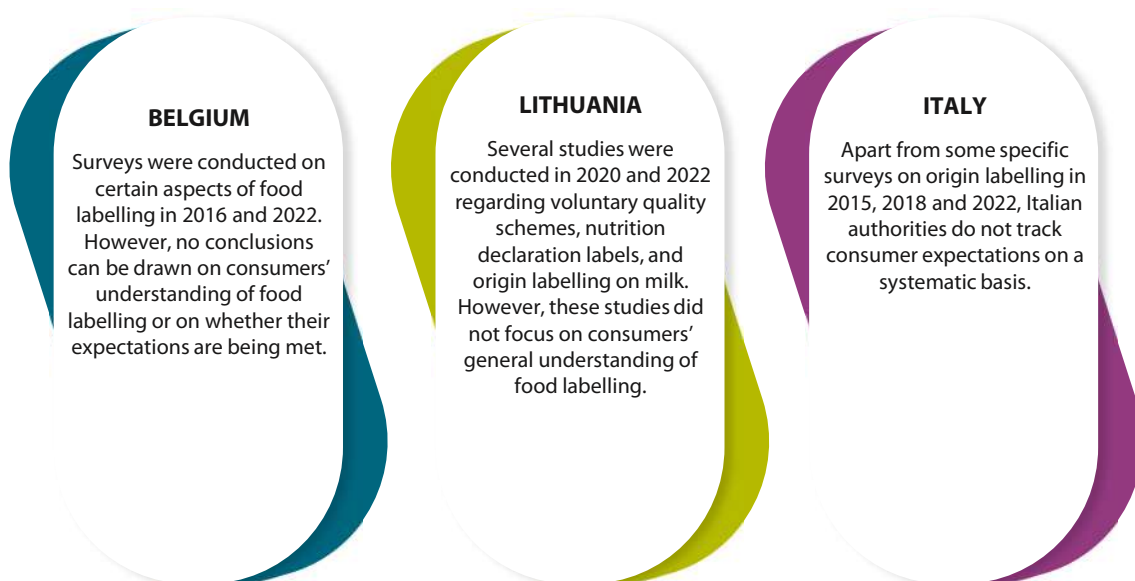 BELGIUM
Surveys were conducted on
certain aspects of food
labelling in 2016 and 2022.
However, no conclusions
can be drawn on consumers’
understanding of food
labelling or on whether their
expectations are being met.
LITHUANIA
Several studies were
conducted in 2020 and 2022
regarding voluntary quality
schemes, nutrition
declaration labels, and
origin labelling on milk.
However, these studies did
not focus on consumers’
general understanding of
food labelling.
ITALY
Apart from some specific
surveys on origin labelling in
2015, 2018 and 2022, Italian
authorities do not track
consumer expectations on a
systematic basis.